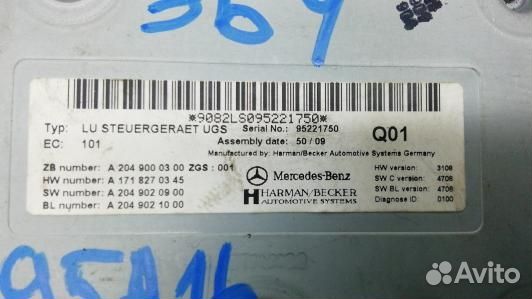 369
*9082LS095221750*
Typ: LU STEUERGERAET UGS Serial No.: 95221750 Q01
EC: 101 Assembly date: 50 / 09
Manufactured by: Harman/Becker Automotive Systems Germany
ZB number: A 204 900 03 00 ZGS : 001 Mercedes-Benz HW version: 3108
HW number: A 171 827 03 45 SW C version: 4708
SW number: A 204 902 09 00 HARMAN/BECKER SW BL version: 4708
BL number: A 204 902 10 00 AUTOMOTIVE SYSTEMS Diagnose ID: 0100
95A16
Avito